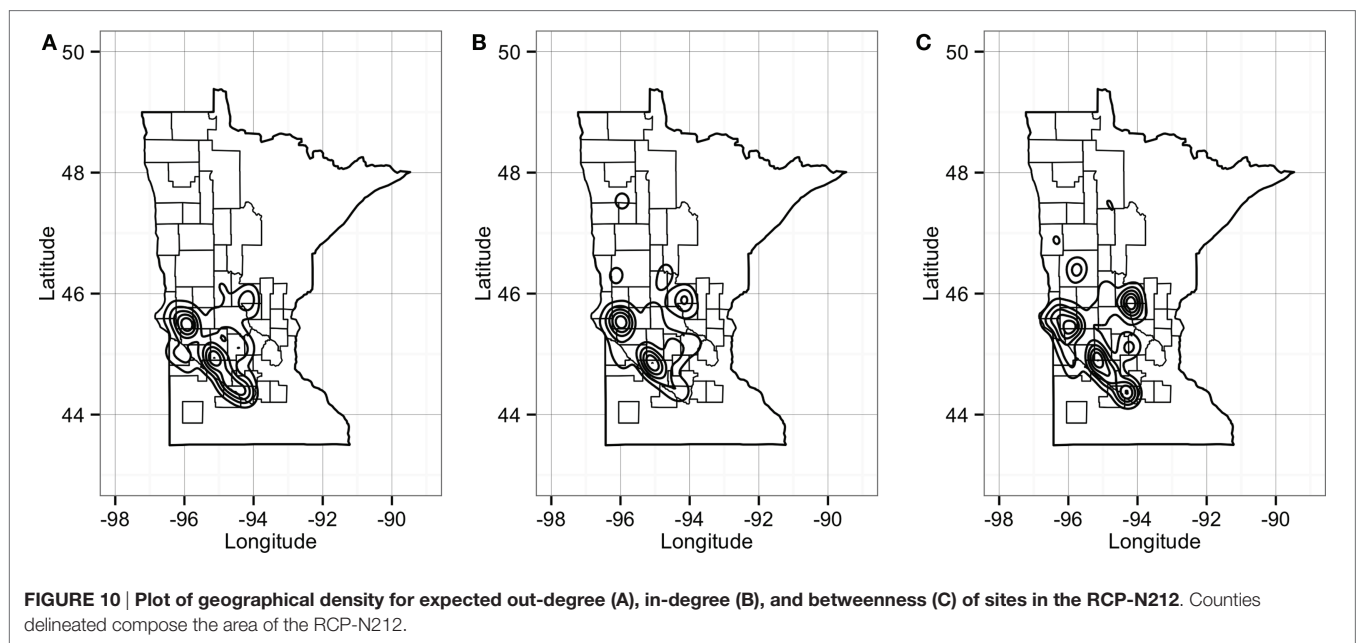 A
B
C
50
48
46
44
Latitude
-98
-96
-94
-92
-90
Longitude
50
48
46
44
Latitude
-98
-96
-94
-92
-90
Longitude
50
48
46
44
Latitude
-98
-96
-94
-92
-90
Longitude
FIGURE 10 | Plot of geographical density for expected out-degree (A), in-degree (B), and betweenness (C) of sites in the RCP-N212. Counties
delineated compose the area of the RCP-N212.